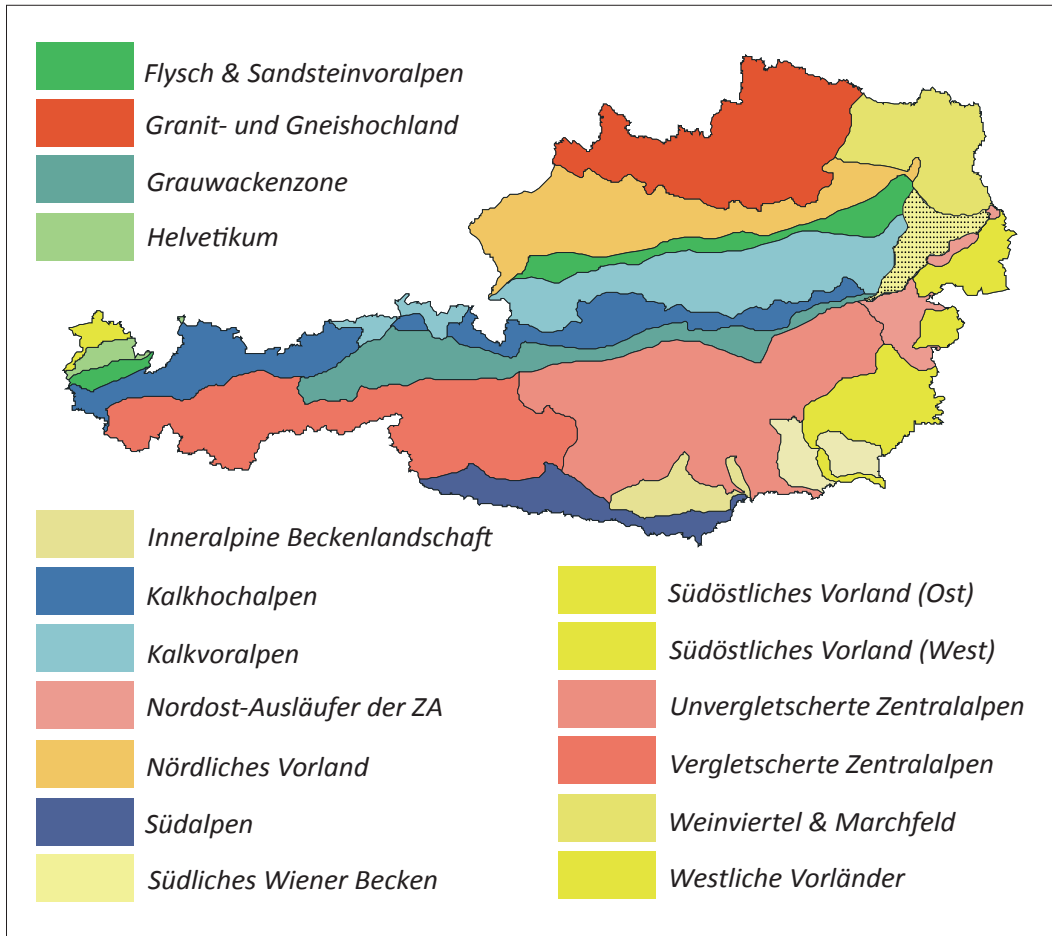 Flysch & Sandsteinvoralpen
Granit- und Gneishochland
Grauwackenzone
Helvetikum
Inneralpine Beckenlandschaft
Kalkhochalpen
Kalkvoralpen
Nordost-Ausläufer der ZA
Nördliches Vorland
Südalpen
Südliches Wiener Becken
Südöstliches Vorland (Ost)
Südöstliches Vorland (West)
Unvergletscherte Zentralalpen
Vergletscherte Zentralalpen
Weinviertel & Marchfeld
Westliche Vorländer